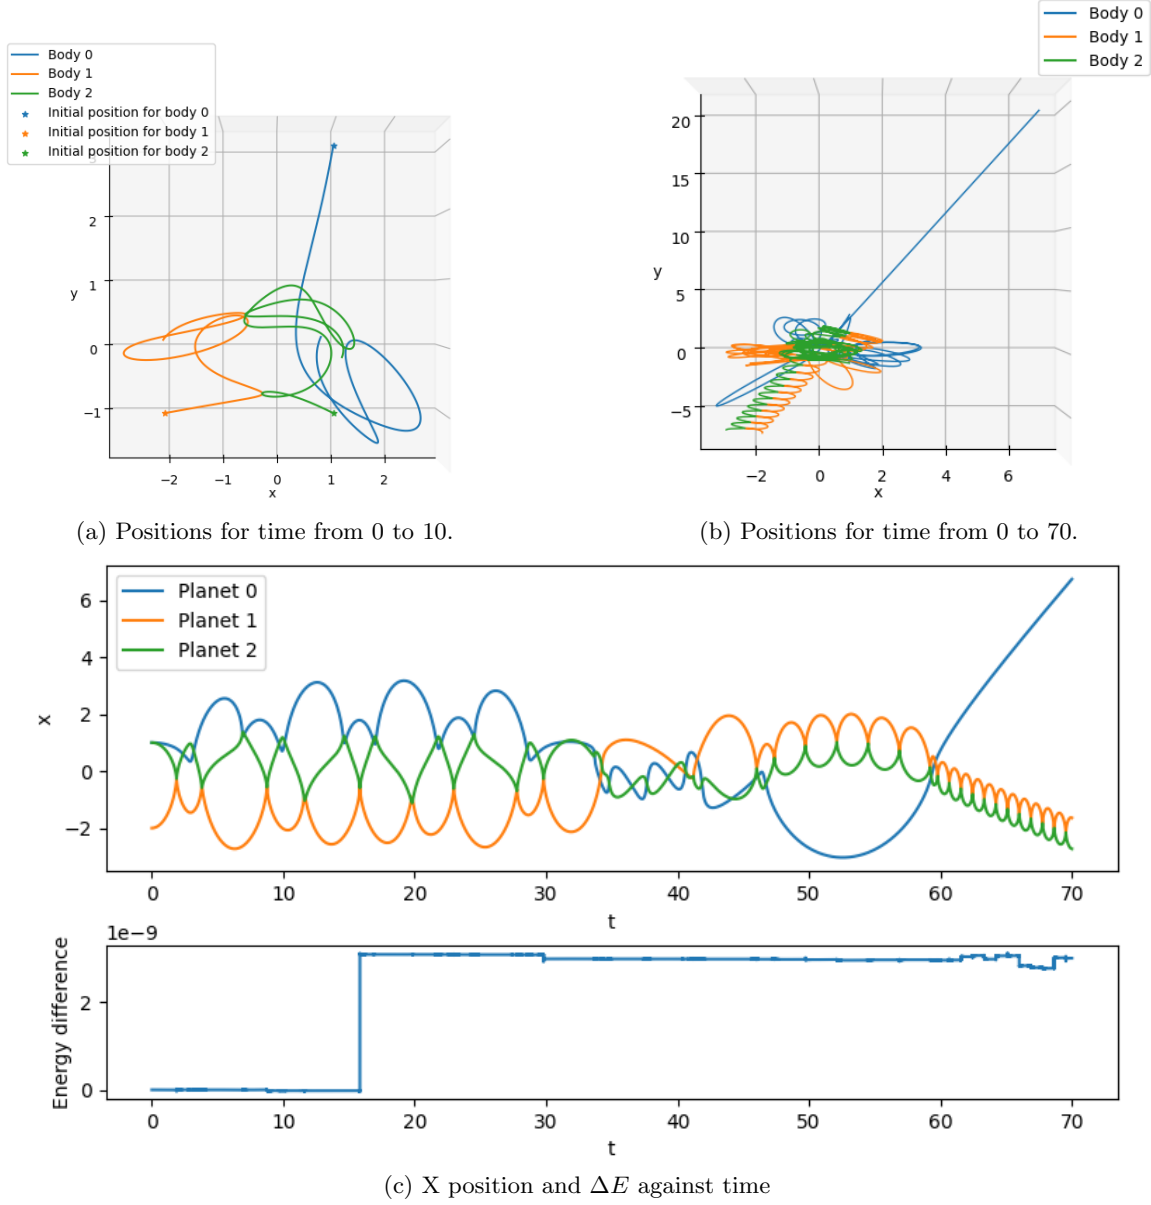 Body 0
Body 1
Body 2
Initial position for body 0
Initial position for body 1
Initial position for body 2
2
1
0
−1
y
−2
−1
0
1
2
x
Body 0
Body 1
Body 2
20
15
10
5
0
−5
y
−2
0
2
4
6
x
(a) Positions for time from 0 to 10.
(b) Positions for time from 0 to 70.
Planet 0
Planet 1
Planet 2
6
4
2
0
−2
x
0
10
20
30
40
50
60
70
t
1e−9
Energy difference
2
0
0
10
20
30
40
50
60
70
t
(c) X position and ΔE against time